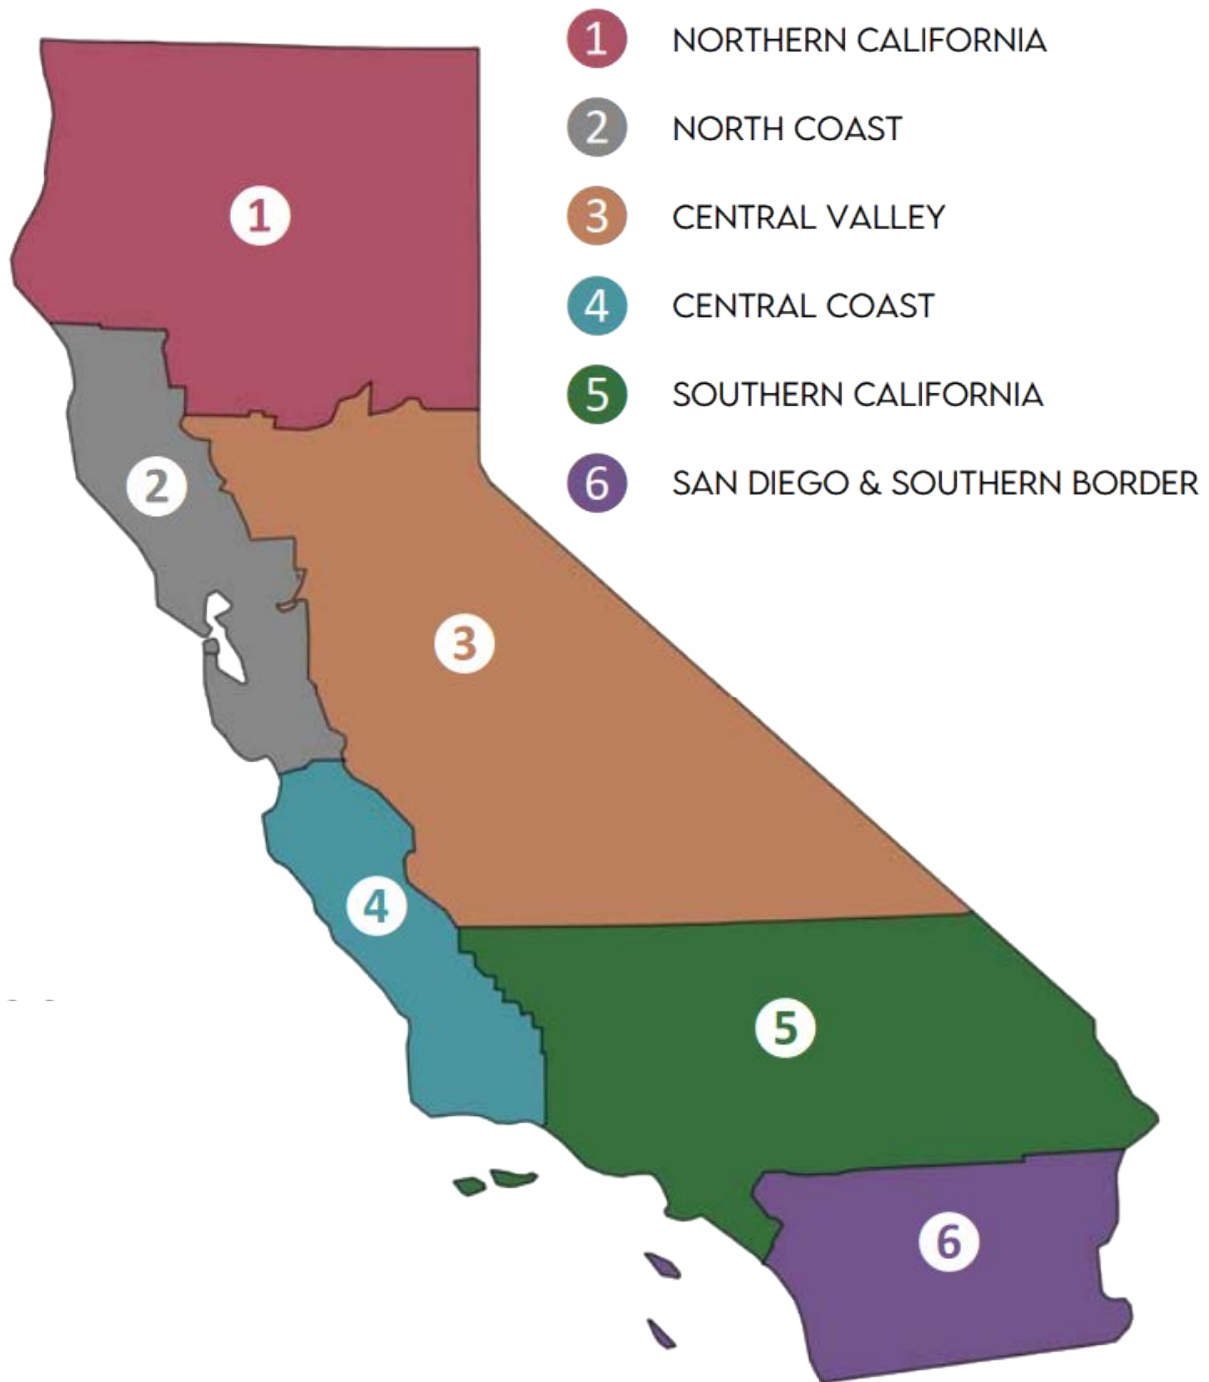 1 NORTHERN CALIFORNIA
2 NORTH COAST
3 CENTRAL VALLEY
4 CENTRAL COAST
5 SOUTHERN CALIFORNIA
6 SAN DIEGO & SOUTHERN BORDER
1
2
3
4
5
6